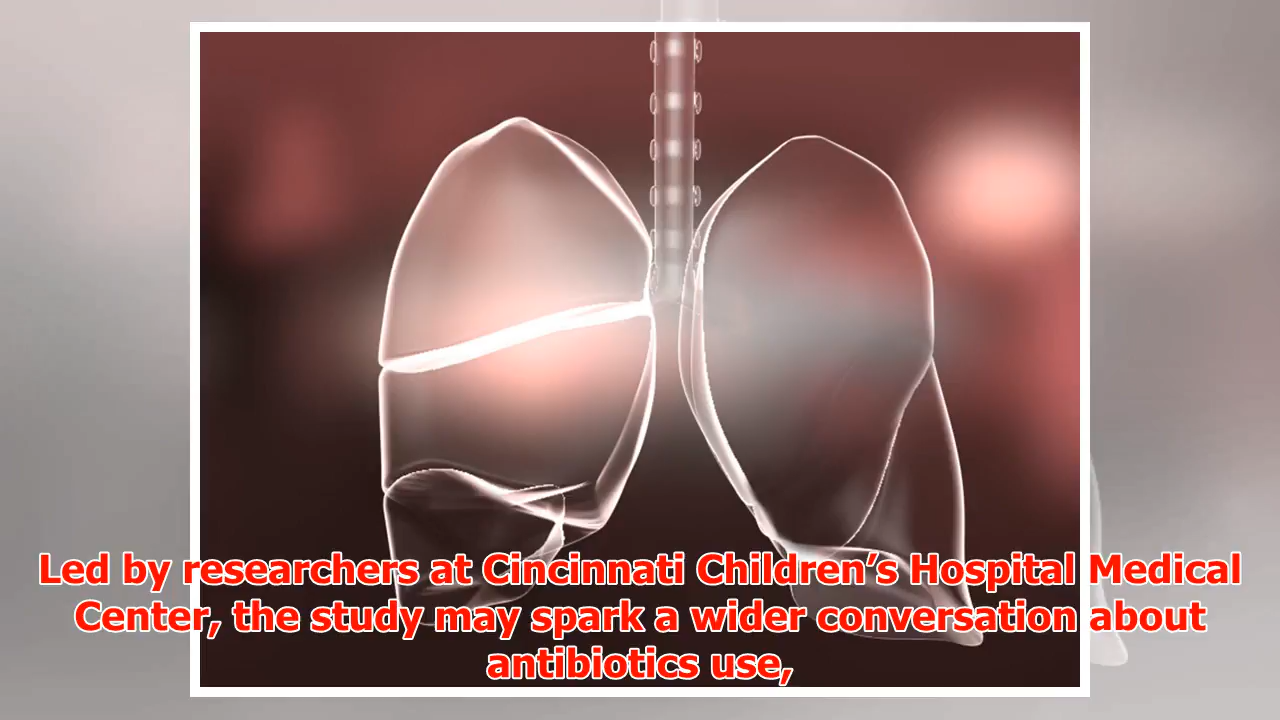 Led by researchers at Cincinnati Children’s Hospital Medical
Center, the study may spark a wider conversation about
antibiotics use,